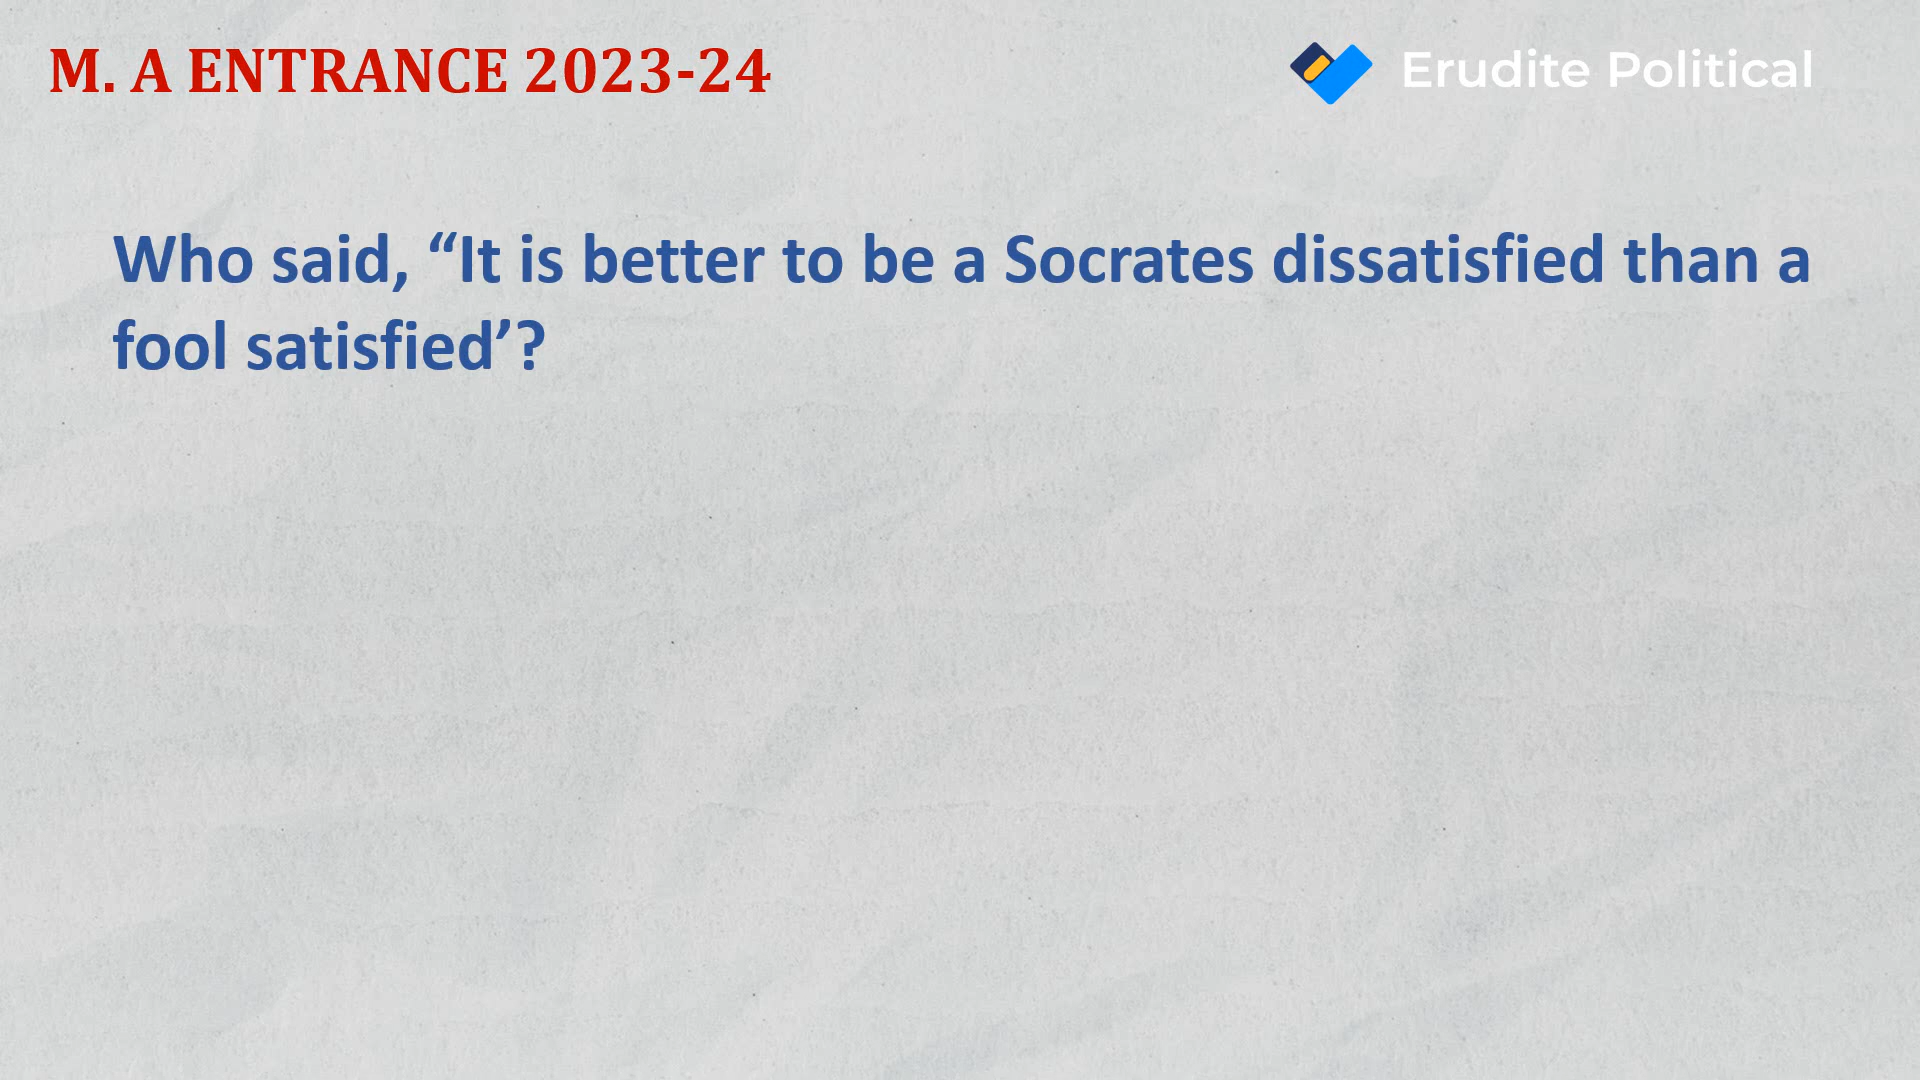 M. A ENTRANCE 2023-24
Erudite Political
Who said, “It is better to be a Socrates dissatisfied than a
fool satisfied’?